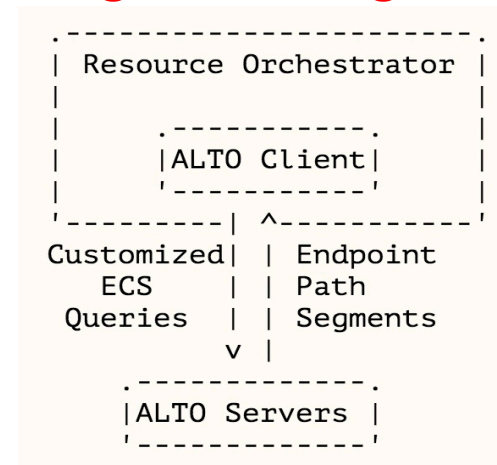 Resource Orchestrator
ALTO Client
Customized Endpoint
ECS Path
Queries Segments
ALTO Servers